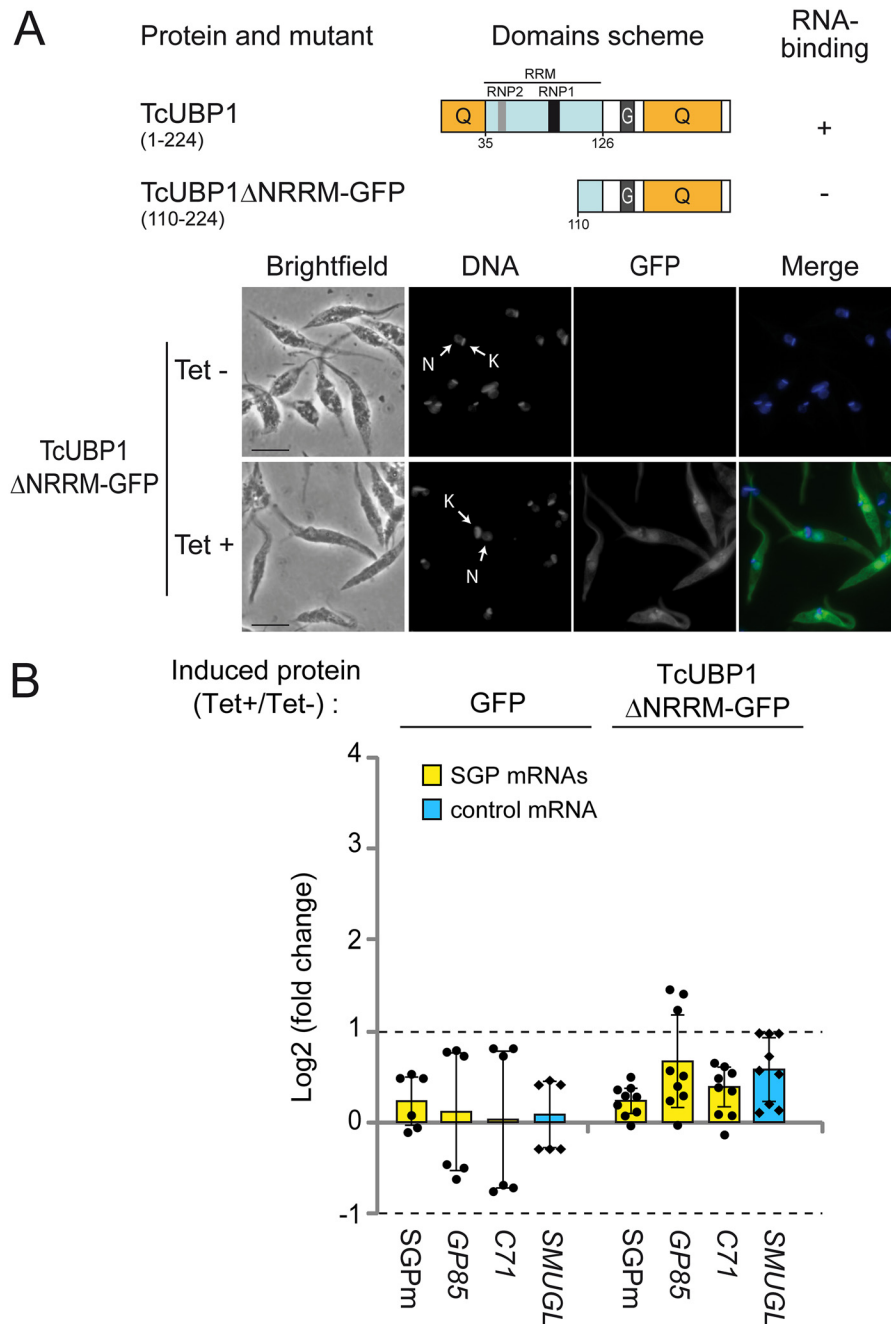 A
Protein and mutant
Domains scheme
RNA-
binding
RRM
RNP2 RNP1
TcUBP1
(1-224)
Q G Q
35 126
+
TcUBP1ΔNRRM-GFP
(110-224)
G Q
110
-
Brightfield DNA GFP Merge
TcUBP1
ΔNRRM-GFP
Tet -
N K
Tet +
K
N
B
Induced protein
(Tet+/Tet-) :
GFP
TcUBP1
ΔNRRM-GFP
SGP mRNAs
control mRNA
Log2 (fold change)
4
3
2
1
0
-1
SGPm
GP85
C71
SMUGL
SGPm
GP85
C71
SMUGL